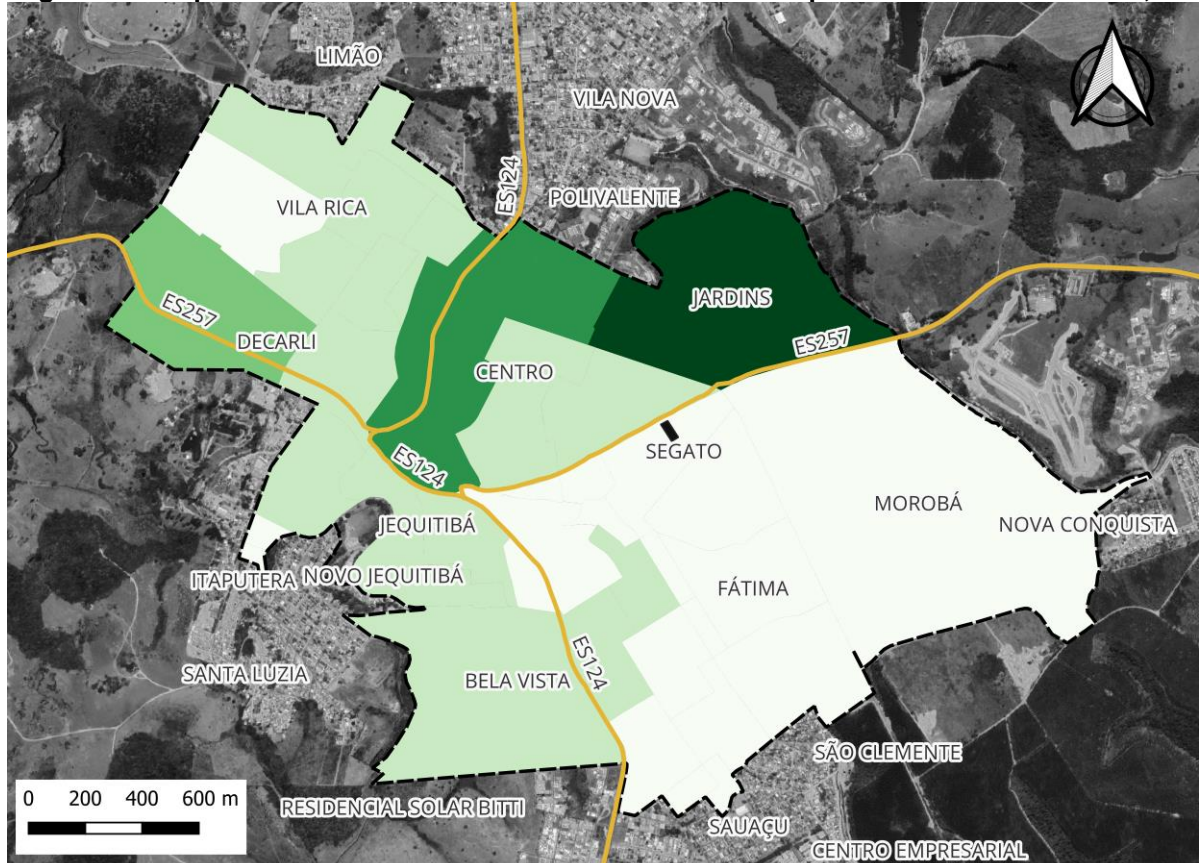 LIMÃO
VILA NOVA
ES124
POLIVALENTE
VILA RICA
JARDINS
ES257
DECARLI
ES257
CENTRO
SEGATO
ES124
MOROBÁ
JEQUITIBÁ
NOVA CONQUISTA
ITAPUTERA
NOVO JEQUITIBÁ
FÁTIMA
SANTA LUZIA
BELA VISTA
ES124
SÃO CLEMENTE
0 200 400 600 m
RESIDENCIAL SOLAR BITTI
SAUAÇU
CENTRO EMPRESARIAL